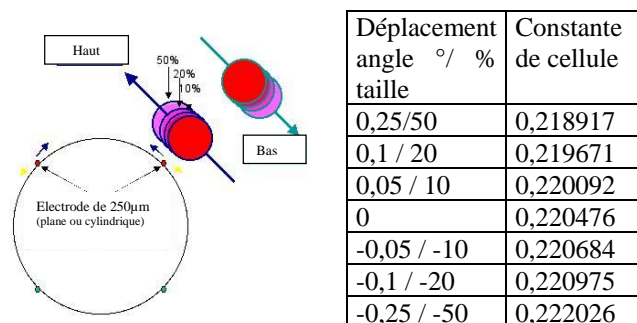 Haut
50%
20%
10%
Bas
Electrode de 250µm
(plane ou cylindrique)
Déplacement angle °/ % taille | Constante de cellule
0,25/50 | 0,218917
0,1 / 20 | 0,219671
0,05 / 10 | 0,220092
0 | 0,220476
-0,05 / -10 | 0,220684
-0,1 / -20 | 0,220975
-0,25 / -50 | 0,222026